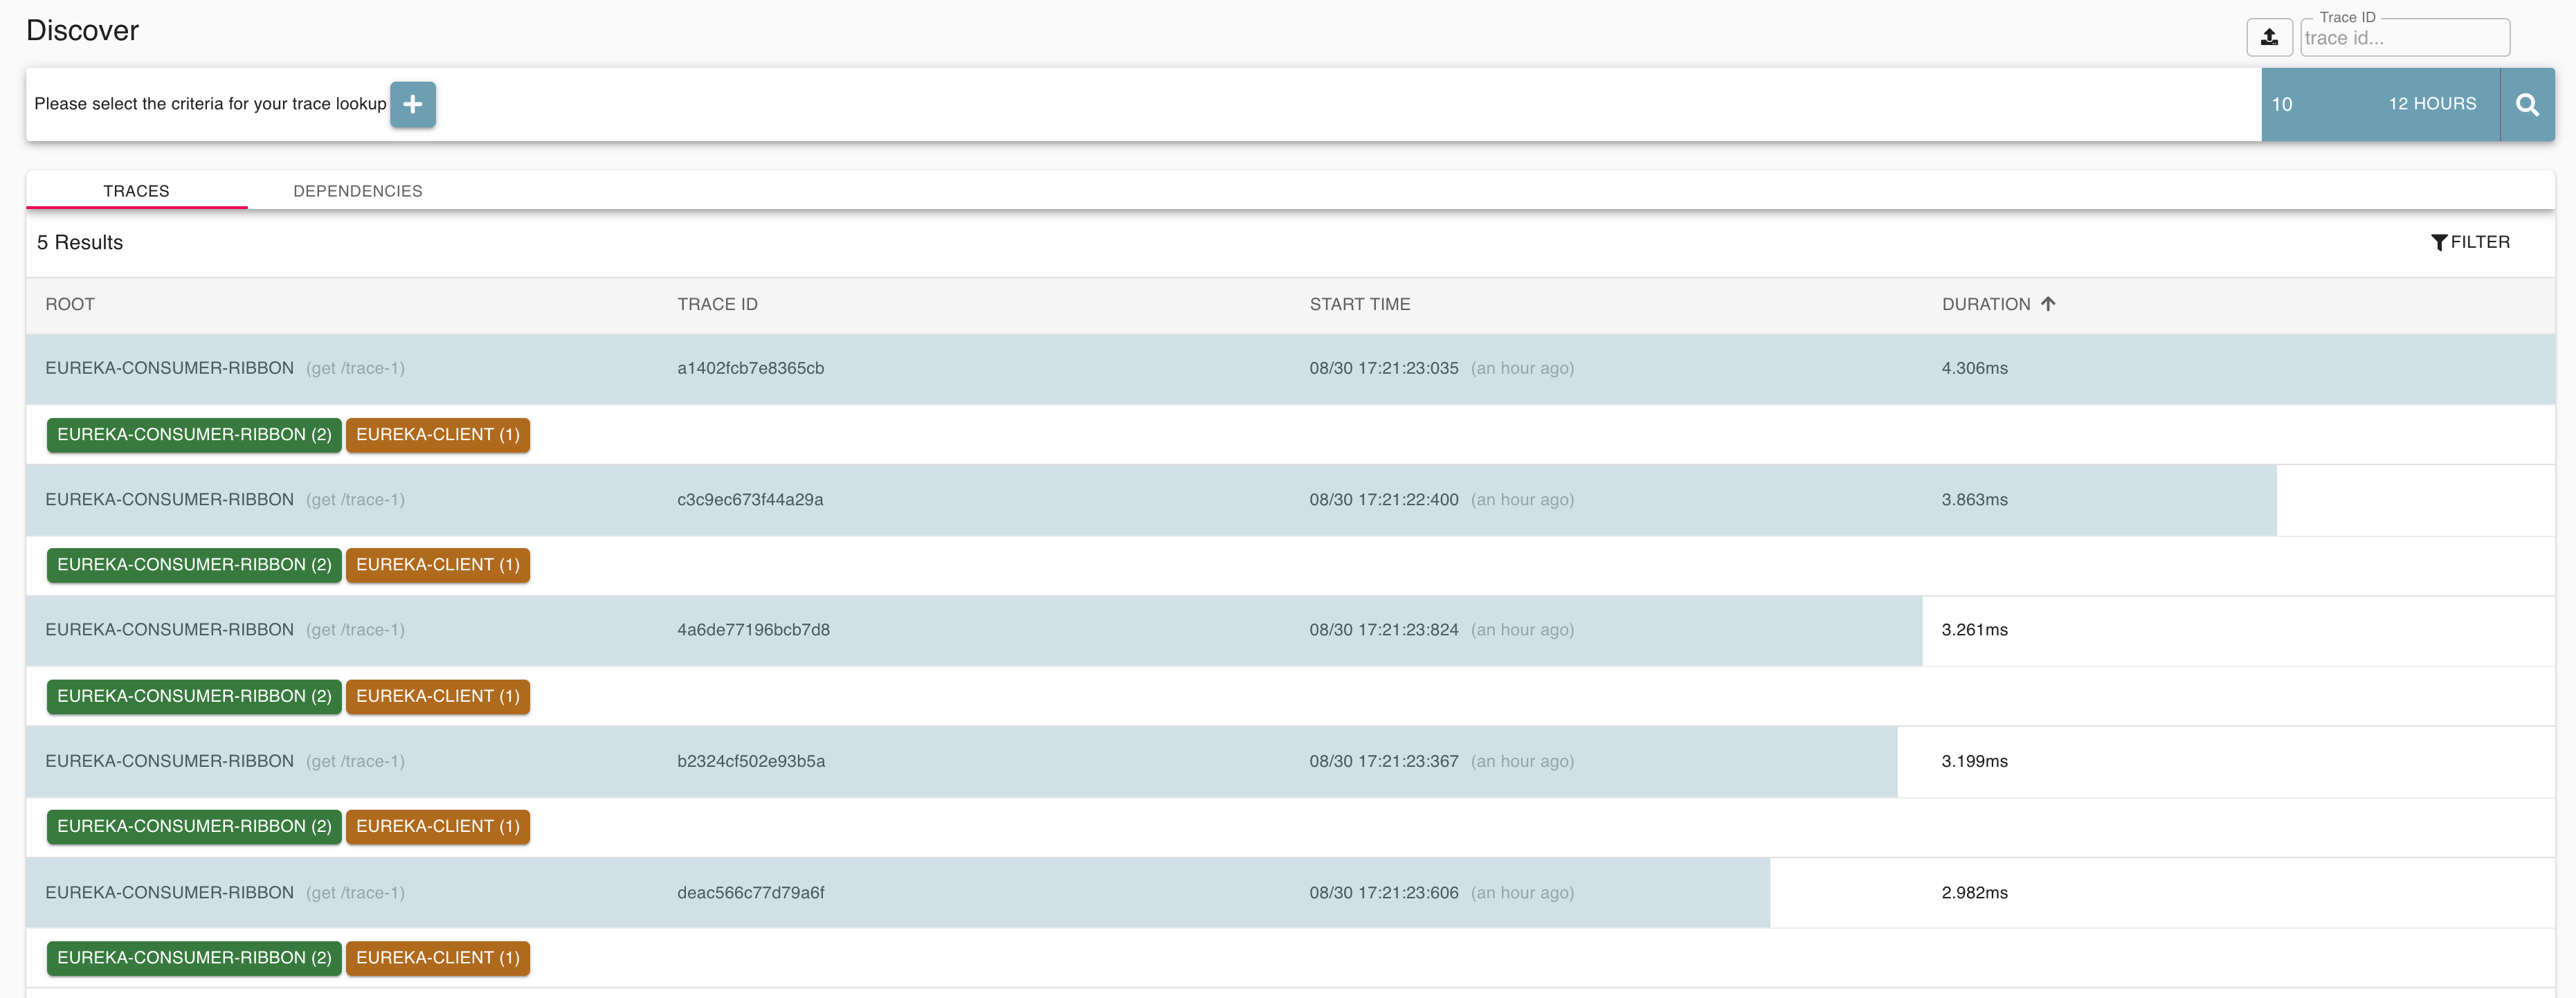 Discover
Trace ID
trace id...
Please select the criteria for your trace lookup
10 12 HOURS
TRACES DEPENDENCIES
5 Results FILTER
ROOT TRACE ID START TIME DURATION
EUREKA-CONSUMER-RIBBON (get /trace-1) a1402fcb7e8365cb 08/30 17:21:23:035 (an hour ago) 4.306ms
EUREKA-CONSUMER-RIBBON (2) EUREKA-CLIENT (1)
EUREKA-CONSUMER-RIBBON (get /trace-1) c3c9ec673f44a29a 08/30 17:21:22:400 (an hour ago) 3.863ms
EUREKA-CONSUMER-RIBBON (2) EUREKA-CLIENT (1)
EUREKA-CONSUMER-RIBBON (get /trace-1) 4a6de77196bcb7d8 08/30 17:21:23:824 (an hour ago) 3.261ms
EUREKA-CONSUMER-RIBBON (2) EUREKA-CLIENT (1)
EUREKA-CONSUMER-RIBBON (get /trace-1) b2324cf502e93b5a 08/30 17:21:23:367 (an hour ago) 3.199ms
EUREKA-CONSUMER-RIBBON (2) EUREKA-CLIENT (1)
EUREKA-CONSUMER-RIBBON (get /trace-1) deac566c77d79a6f 08/30 17:21:23:606 (an hour ago) 2.982ms
EUREKA-CONSUMER-RIBBON (2) EUREKA-CLIENT (1)